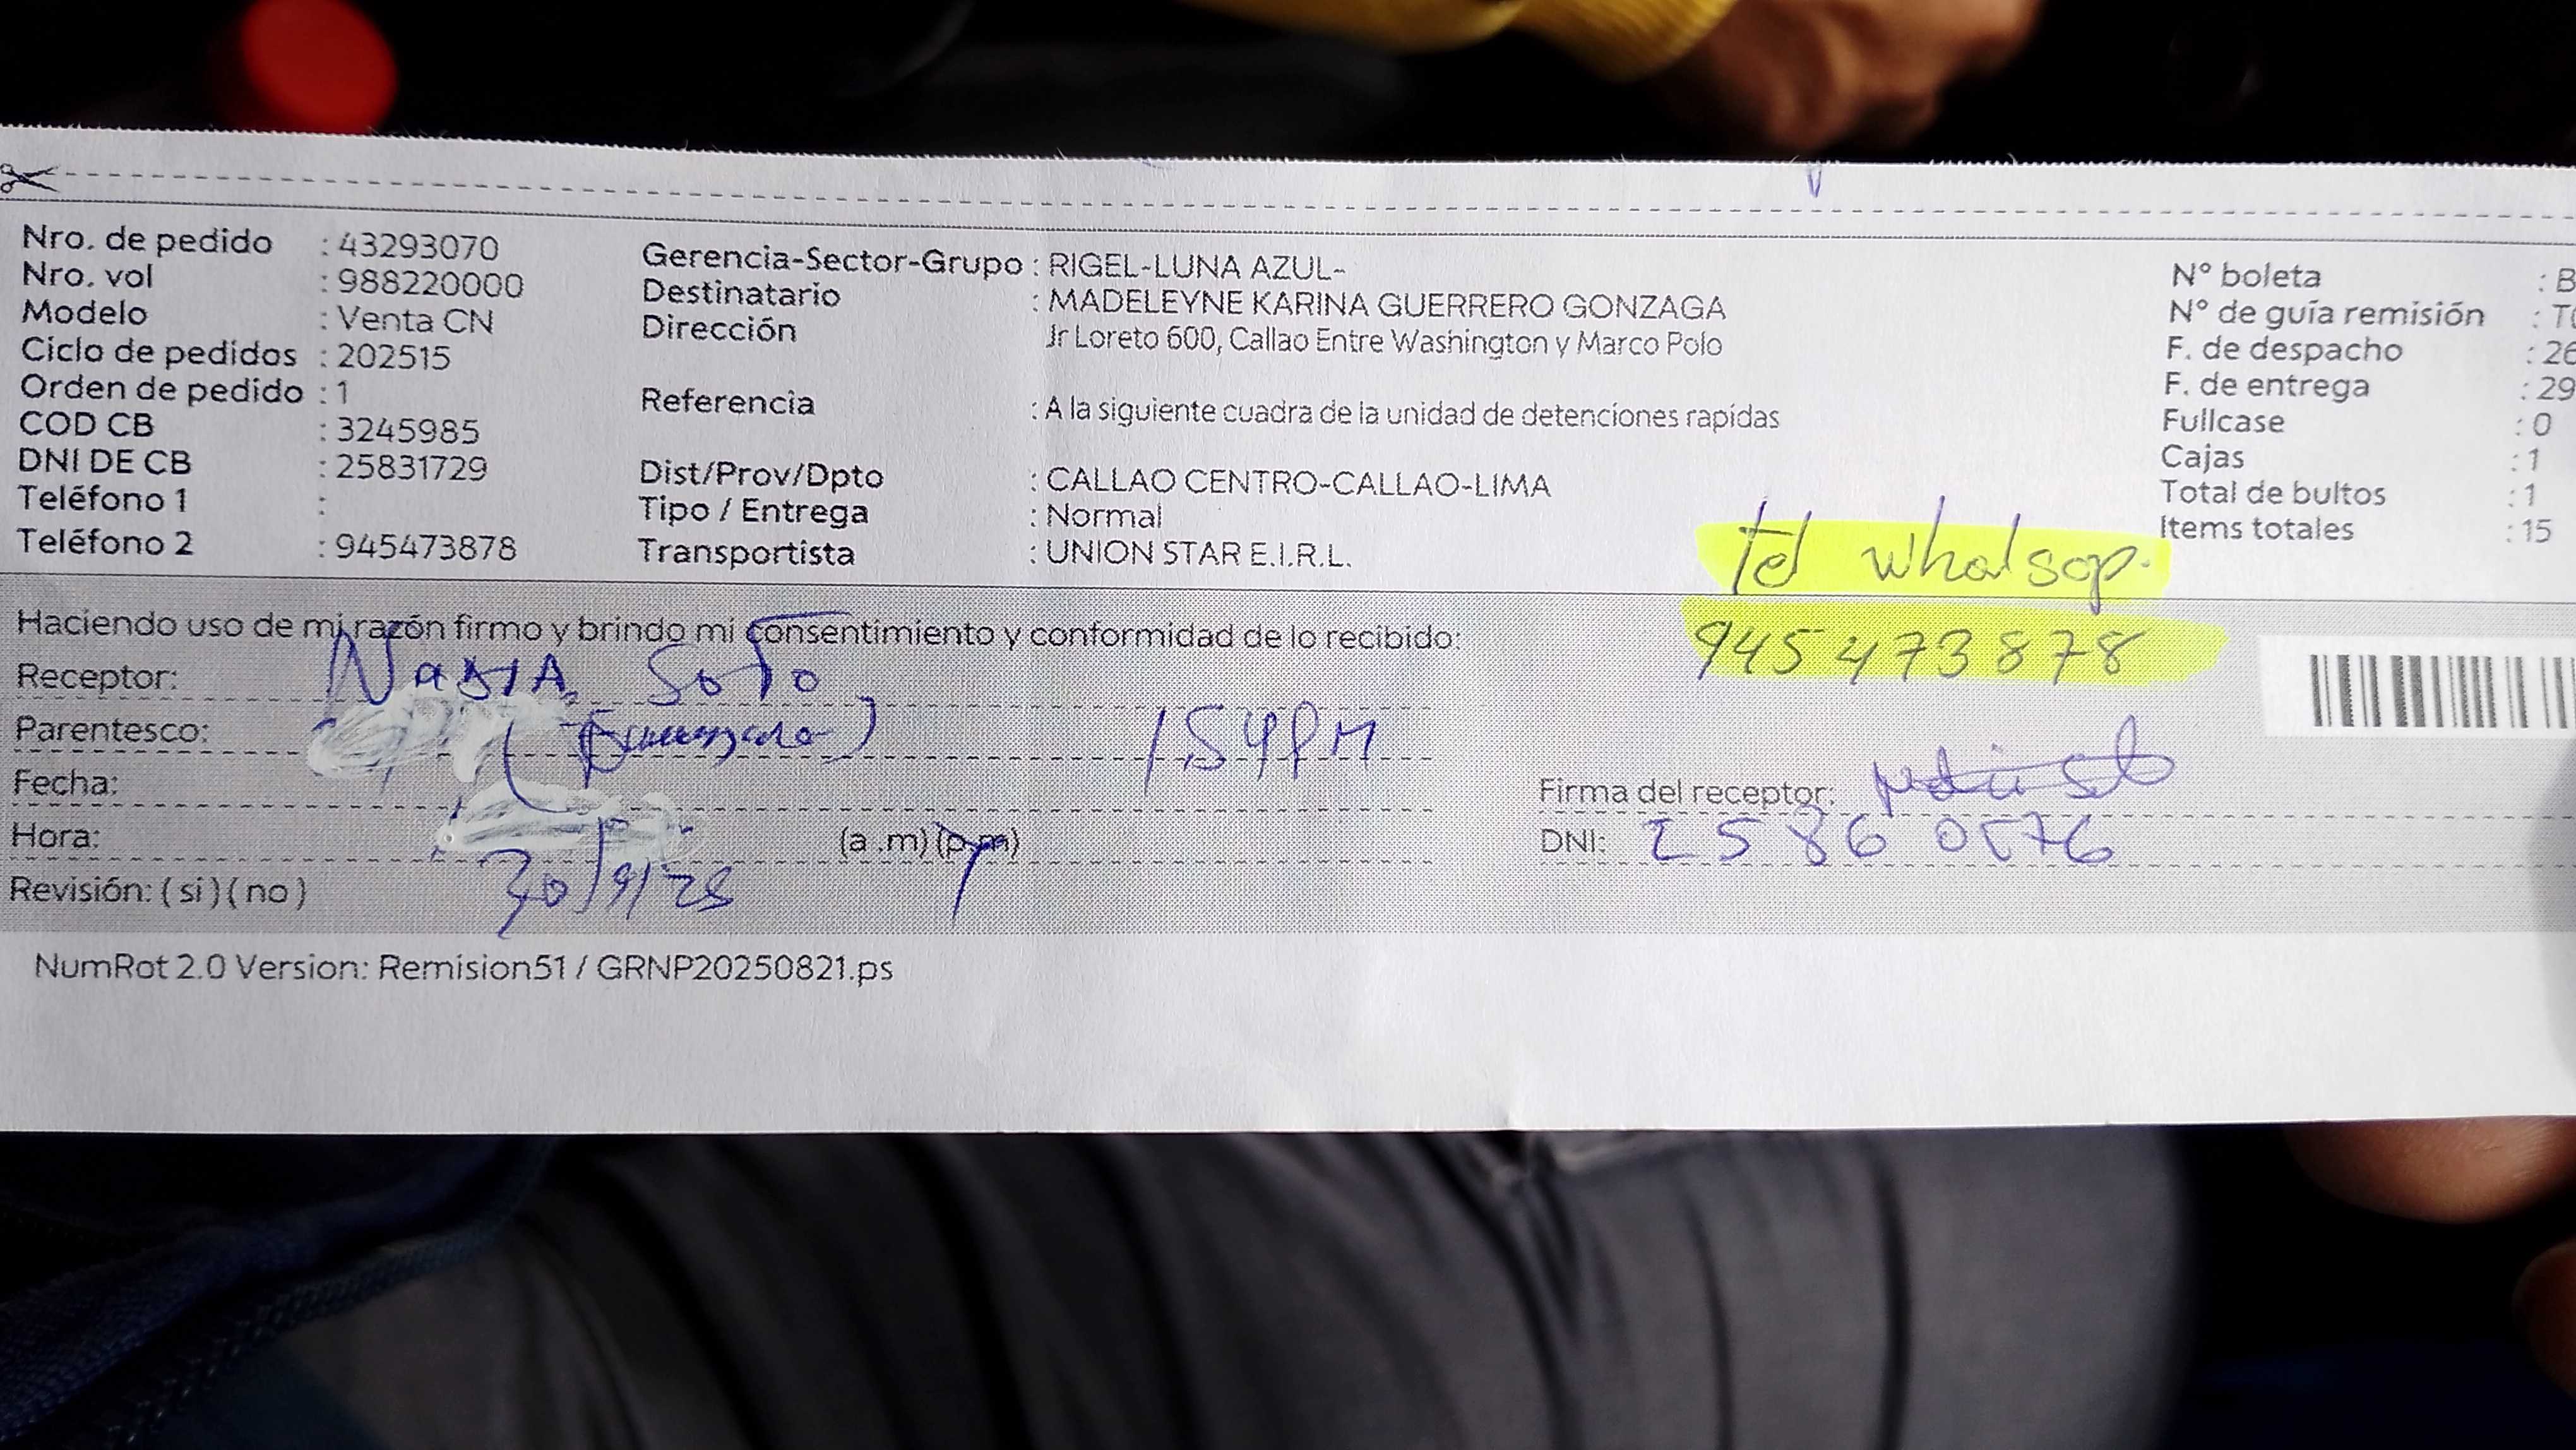 Nro. de pedido : 43293070
Nro. vol : 988220000
Modelo : Venta CN
Ciclo de pedidos : 202515
Orden de pedido : 1
COD CB : 3245985
DNI DE CB : 25831729
Teléfono 1 :
Teléfono 2 : 945473878
Gerencia-Sector-Grupo : RIGEL-LUNA AZUL-
Destinatario : MADELEYNE KARINA GUERRERO GONZAGA
Dirección Jr Loreto 600, Callao Entre Washington y Marco Polo
Referencia : A la siguiente cuadra de la unidad de detenciones rapidas
Dist/Prov/Dpto : CALLAO CENTRO-CALLAO-LIMA
Tipo / Entrega : Normal
Transportista : UNION STAR E.I.R.L.
N° boleta : B
N° de guía remisión :
F. de despacho : 26
F. de entrega : 29
Fullcase : 0
Cajas : 1
Total de bultos : 1
Items totales : 15
tel whatsop.
945473878
Haciendo uso de mi razón firmo y brindo mi consentimiento y conformidad de lo recibido:
Receptor: Soto
Parentesco: 1:54 PM
Fecha:
Hora: (a .m) (p.m)
30/9/25
Revisión: ( si ) ( no )
Firma del receptor:
DNI: 25860576
NumRot 2.0 Version: Remision51 / GRNP20250821.ps